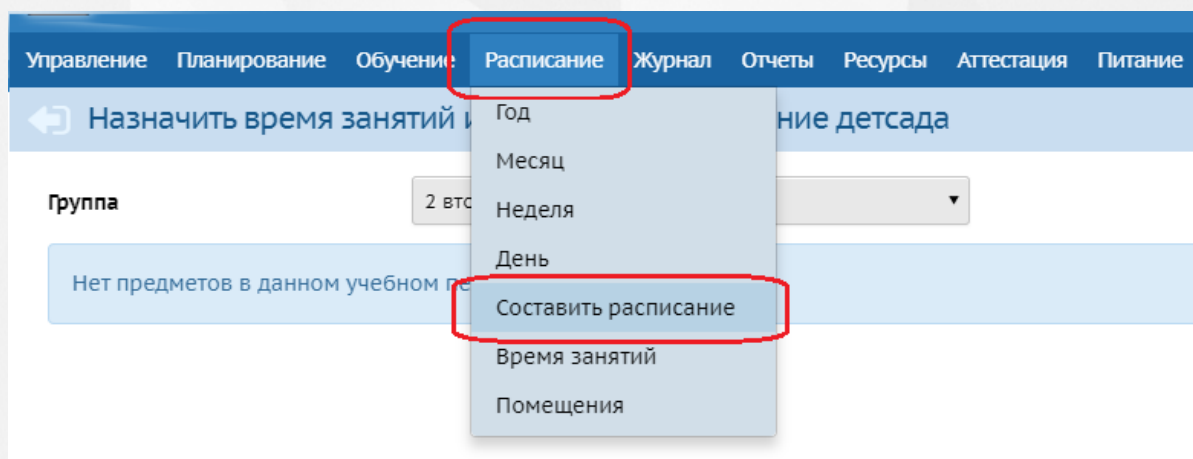 Управление Планирование Обучение Расписание Журнал Отчеты Ресурсы Аттестация Питание
Назначить время занятий ние детсада
Группа
2
Нет предметов в данном учебном
Год
Месяц
Неделя
День
Составить расписание
Время занятий
Помещения